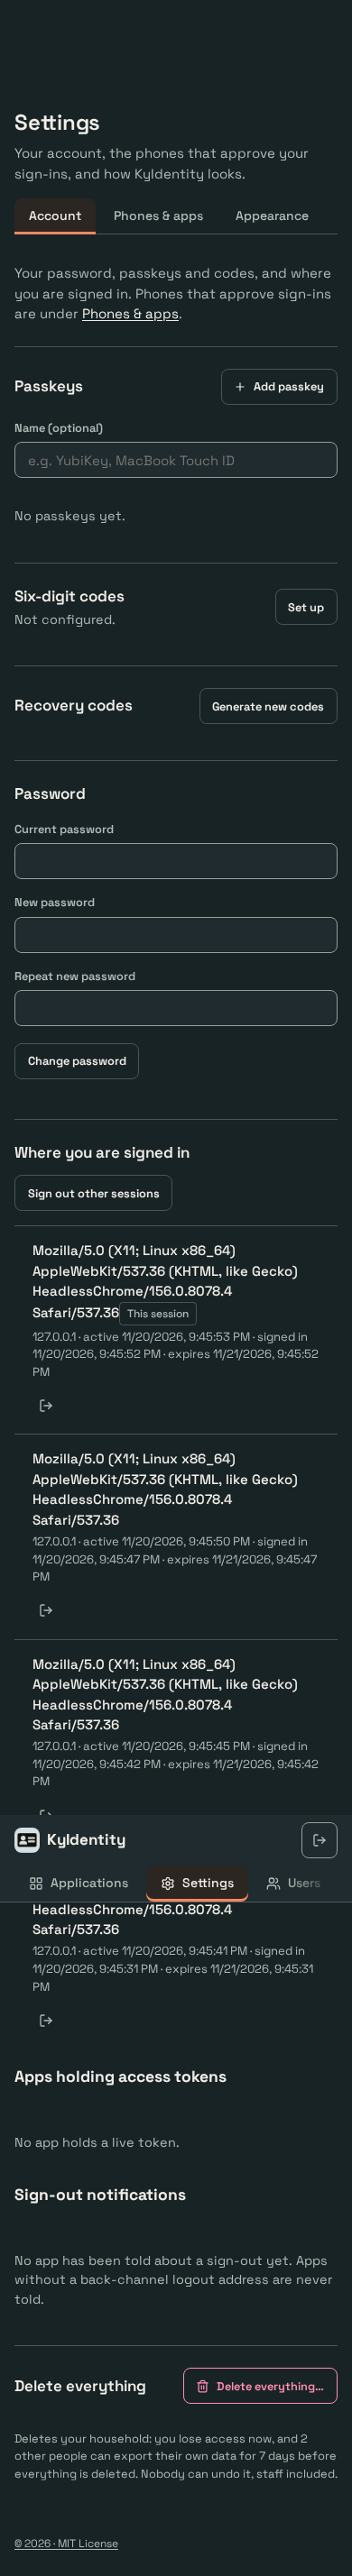 Settings
Your account, the phones that approve your
sign-ins, and how KyIdentity looks.
Account
Phones & apps
Appearance
Your password, passkeys and codes, and where
you are signed in. Phones that approve sign-ins
are under Phones & apps.
Passkeys
Add passkey
Name (optional)
e.g. YubiKey, MacBook Touch ID
No passkeys yet.
Six-digit codes
Not configured.
Set up
Recovery codes
Generate new codes
Password
Current password
New password
Repeat new password
Change password
Where you are signed in
Sign out other sessions
Mozilla/5.0 (X11; Linux x86_64)
AppleWebKit/537.36 (KHTML, like Gecko)
HeadlessChrome/156.0.8078.4
Safari/537.36 This session
127.0.0.1 · active 11/20/2026, 9:45:53 PM · signed in
11/20/2026, 9:45:52 PM · expires 11/21/2026, 9:45:52
PM
Mozilla/5.0 (X11; Linux x86_64)
AppleWebKit/537.36 (KHTML, like Gecko)
HeadlessChrome/156.0.8078.4
Safari/537.36
127.0.0.1 · active 11/20/2026, 9:45:50 PM · signed in
11/20/2026, 9:45:47 PM · expires 11/21/2026, 9:45:47
PM
Mozilla/5.0 (X11; Linux x86_64)
AppleWebKit/537.36 (KHTML, like Gecko)
HeadlessChrome/156.0.8078.4
Safari/537.36
127.0.0.1 · active 11/20/2026, 9:45:45 PM · signed in
11/20/2026, 9:45:42 PM · expires 11/21/2026, 9:45:42
PM
KyIdentity
Applications
Settings
Users
HeadlessChrome/156.0.8078.4
Safari/537.36
127.0.0.1 · active 11/20/2026, 9:45:41 PM · signed in
11/20/2026, 9:45:31 PM · expires 11/21/2026, 9:45:31
PM
Apps holding access tokens
No app holds a live token.
Sign-out notifications
No app has been told about a sign-out yet. Apps
without a back-channel logout address are never
told.
Delete everything
Delete everything...
Deletes your household: you lose access now, and 2
other people can export their own data for 7 days before
everything is deleted. Nobody can undo it, staff included.
© 2026 · MIT License